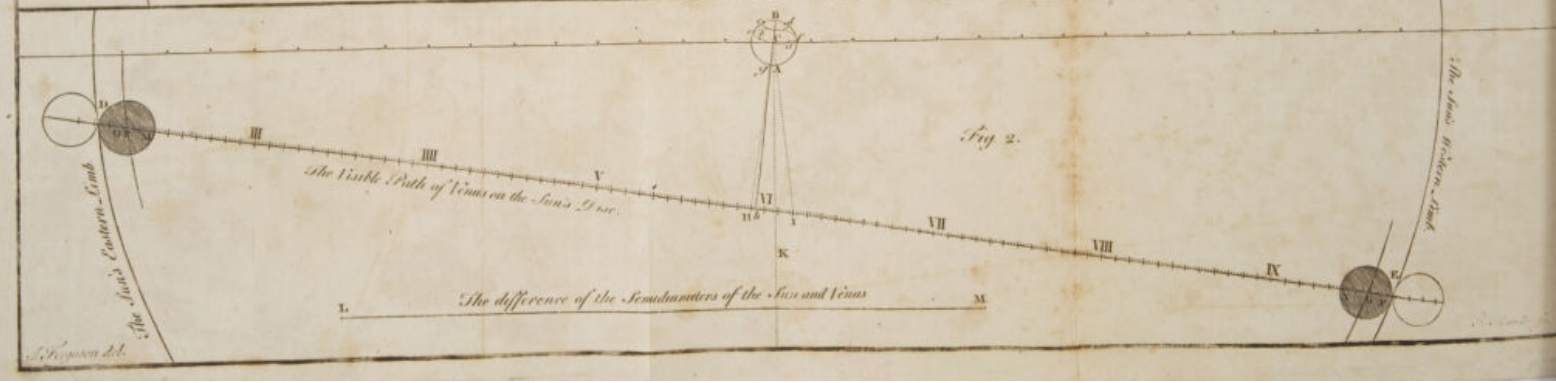 B
A
D
III
IIII
V
VI
VII
VIII
IX
H h
I
K
E
Fig 2.
The Visible Path of Venus on the Sun's Disc.
The Sun's Eastern Limb
The Sun's Western Limb
L
The difference of the Semidiameters of the Sun and Venus
M
J. Ferguson del.